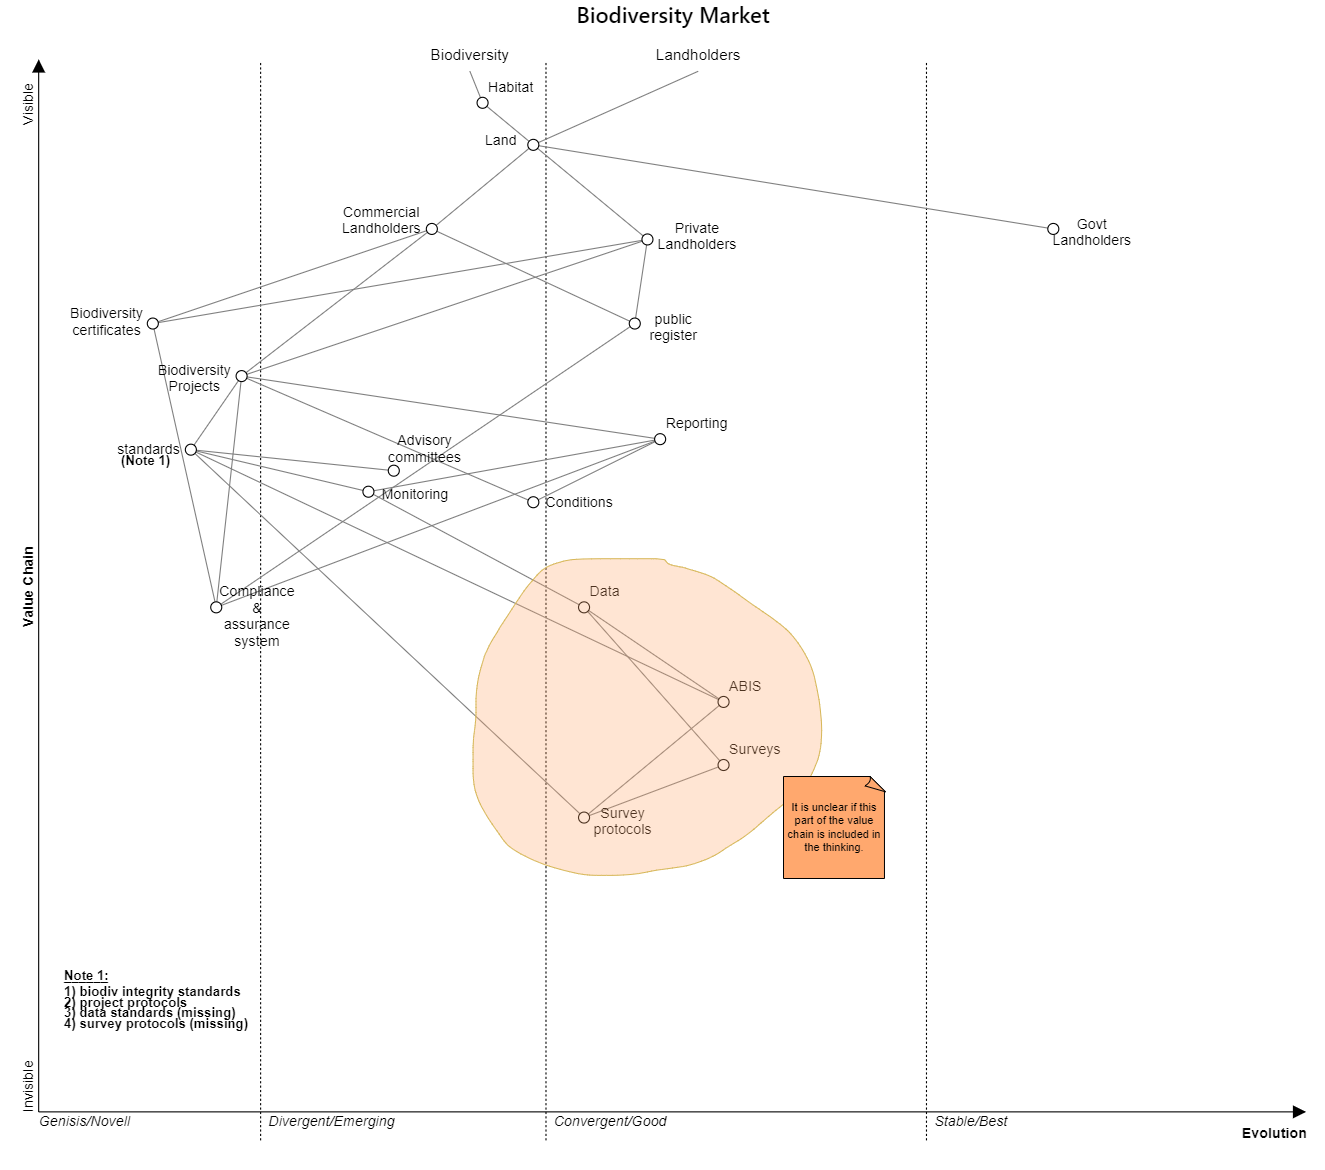 Biodiversity Market
Biodiversity
Landholders
Visible
Habitat
Land
Commercial
Landholders
Private
Landholders
Govt
Landholders
Biodiversity
certificates
public
register
Biodiversity
Projects
Reporting
standards
(Note 1)
Advisory
committees
Monitoring
Conditions
Value Chain
Compliance
&
assurance
system
Data
ABIS
Surveys
Survey
protocols
It is unclear if this
part of the value
chain is included in
the thinking.
Note 1:
1) biodiv integrity standards
2) project protocols
3) data standards (missing)
4) survey protocols (missing)
Invisible
Genisis/Novell
Divergent/Emerging
Convergent/Good
Stable/Best
Evolution